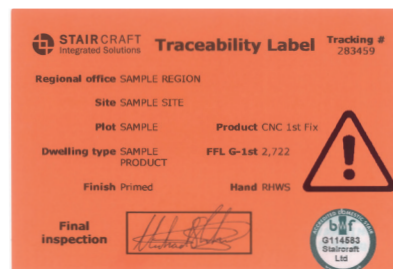 STAIRCRAFT
Integrated Solutions
Traceability Label
Tracking #
283459
Regional office SAMPLE REGION
Site SAMPLE SITE
Plot SAMPLE
Product CNC 1st Fix
Dwelling type SAMPLE
PRODUCT
FFL G-1st 2,722
Finish Primed
Hand RHWS
Final
inspection
G114583
Staircraft
Ltd